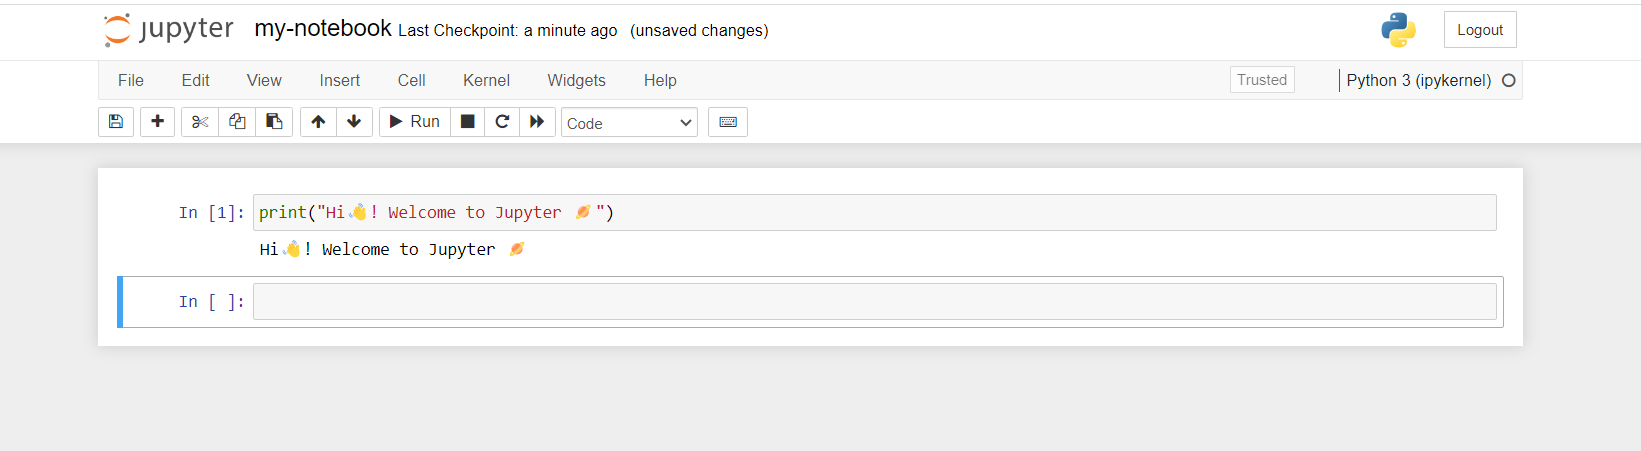 jupyter my-notebook Last Checkpoint: a minute ago (unsaved changes) Logout
File Edit View Insert Cell Kernel Widgets Help Trusted Python 3 (ipykernel)
Run Code
In [1]: print("Hi👋! Welcome to Jupyter 🪐")
Hi👋! Welcome to Jupyter 🪐
In [ ]: